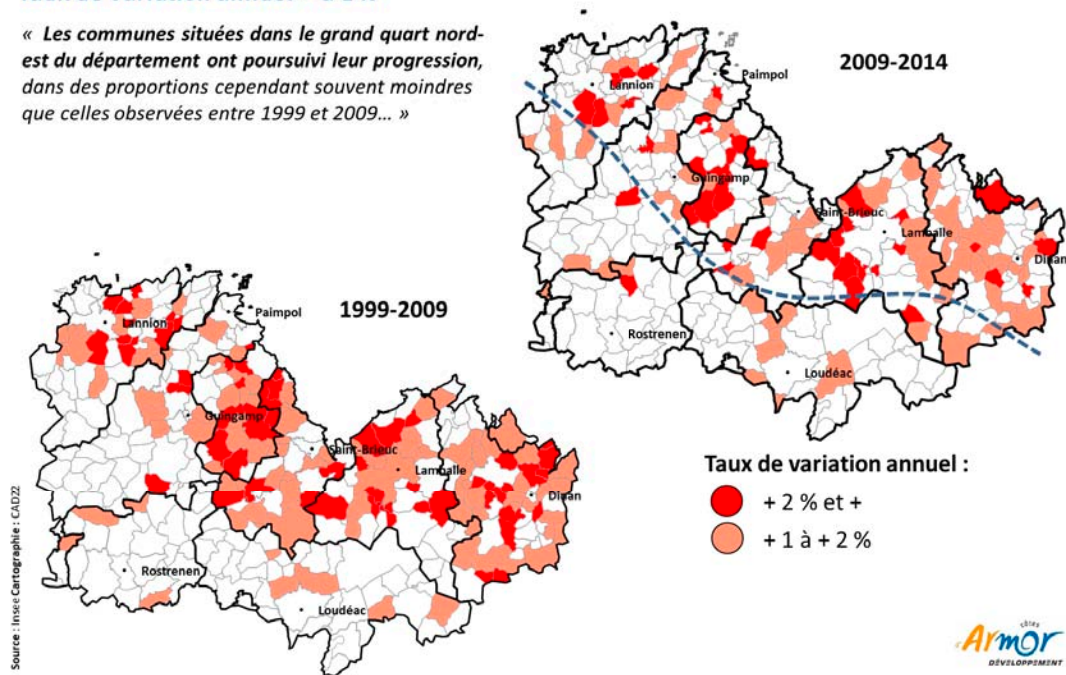 « Les communes situées dans le grand quart nord-
est du département ont poursuivi leur progression,
dans des proportions cependant souvent moindres
que celles observées entre 1999 et 2009... »
2009-2014
Paimpol
Lannion
Guingamp
Saint-Brieuc
Lamballe
Dinan
Rostrenen
Loudéac
1999-2009
Paimpol
Lannion
Guingamp
Saint-Brieuc
Lamballe
Dinan
Rostrenen
Loudéac
Taux de variation annuel :
+ 2 % et +
+ 1 à + 2 %
Source : Insee Cartographie : CAD22
côtes
d'Armor
DÉVELOPPEMENT